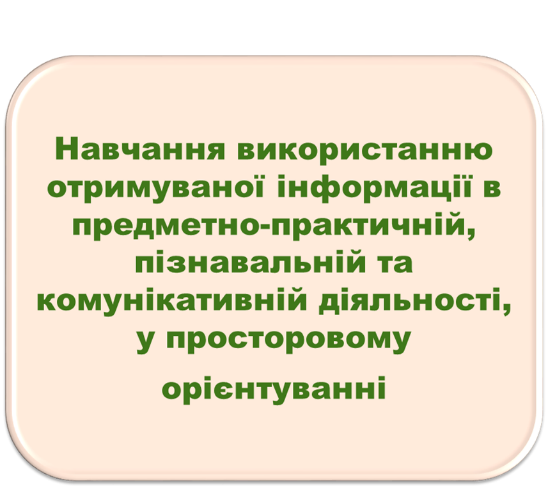 Навчання використанню
отримуваної інформації в
предметно-практичній,
пізнавальній та
комунікативній діяльності,
у просторовому
орієнтуванні